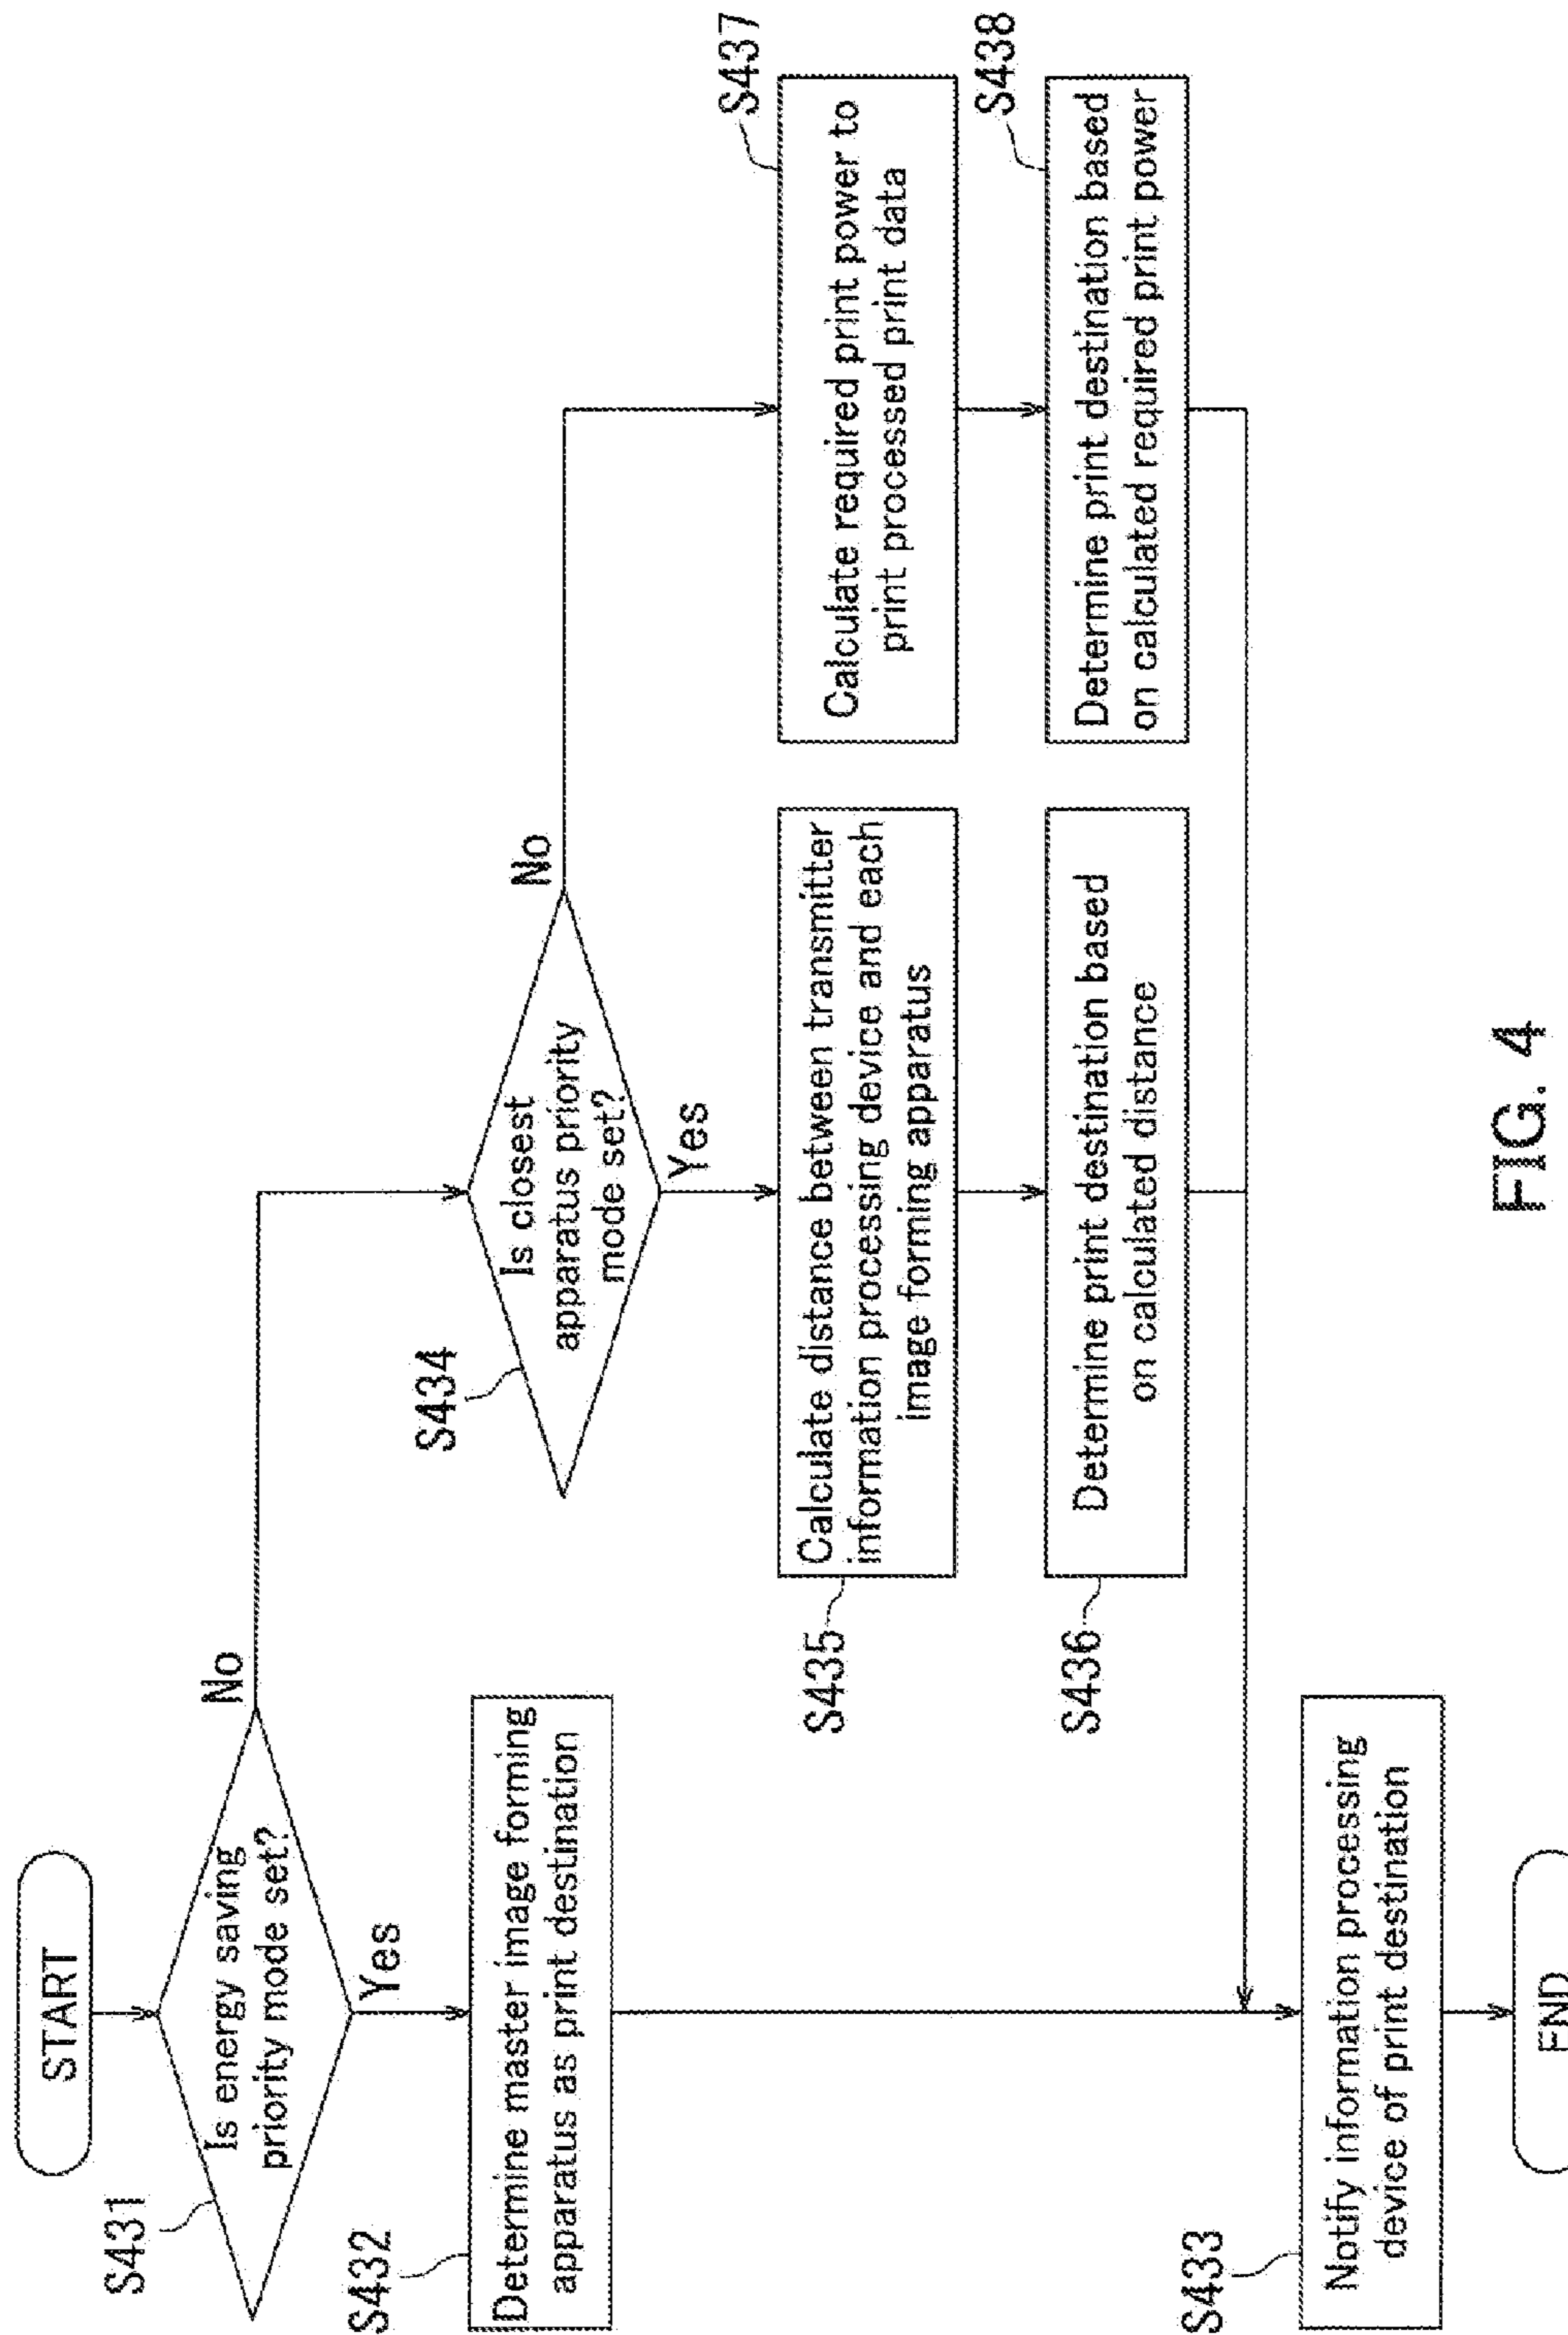 START
S431
Is energy saving
priority mode set?
No
Yes
S432
Determine master image forming
apparatus as print destination
S434
Is closest
apparatus priority
mode set?
No
Yes
S435
Calculate distance between transmitter
information processing device and each
image forming apparatus
S436
Determine print destination based
on calculated distance
S437
Calculate required print power to
print processed print data
S438
Determine print destination based
on calculated required print power
S433
Notify information processing
device of print destination
END
FIG. 4